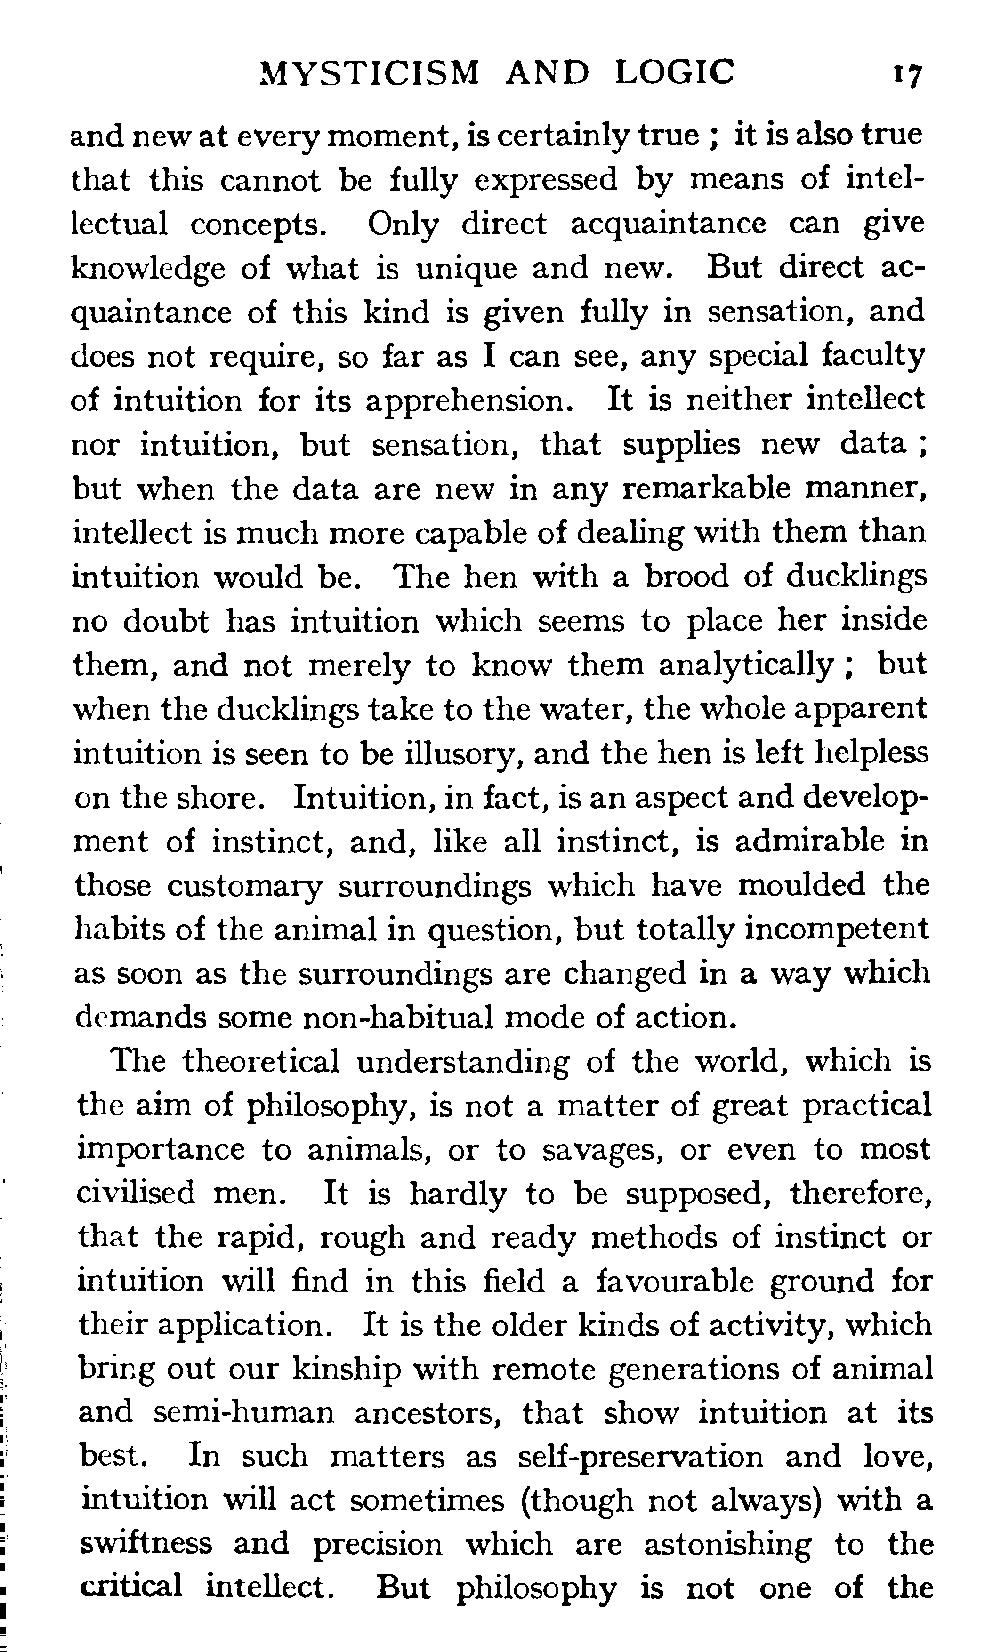 MYSTICISM AND LOGIC 17
and new at every moment, is certainly true ; it is also true
that this cannot be fully expressed by means of intel-
lectual concepts. Only direct acquaintance can give
knowledge of what is unique and new. But direct ac-
quaintance of this kind is given fully in sensation, and
does not require, so far as I can see, any special faculty
of intuition for its apprehension. It is neither intellect
nor intuition, but sensation, that supplies new data ;
but when the data are new in any remarkable manner,
intellect is much more capable of dealing with them than
intuition would be. The hen with a brood of ducklings
no doubt has intuition which seems to place her inside
them, and not merely to know them analytically ; but
when the ducklings take to the water, the whole apparent
intuition is seen to be illusory, and the hen is left helpless
on the shore. Intuition, in fact, is an aspect and develop-
ment of instinct, and, like all instinct, is admirable in
those customary surroundings which have moulded the
habits of the animal in question, but totally incompetent
as soon as the surroundings are changed in a way which
demands some non-habitual mode of action.
The theoretical understanding of the world, which is
the aim of philosophy, is not a matter of great practical
importance to animals, or to savages, or even to most
civilised men. It is hardly to be supposed, therefore,
that the rapid, rough and ready methods of instinct or
intuition will find in this field a favourable ground for
their application. It is the older kinds of activity, which
bring out our kinship with remote generations of animal
and semi-human ancestors, that show intuition at its
best. In such matters as self-preservation and love,
intuition will act sometimes (though not always) with a
swiftness and precision which are astonishing to the
critical intellect. But philosophy is not one of the